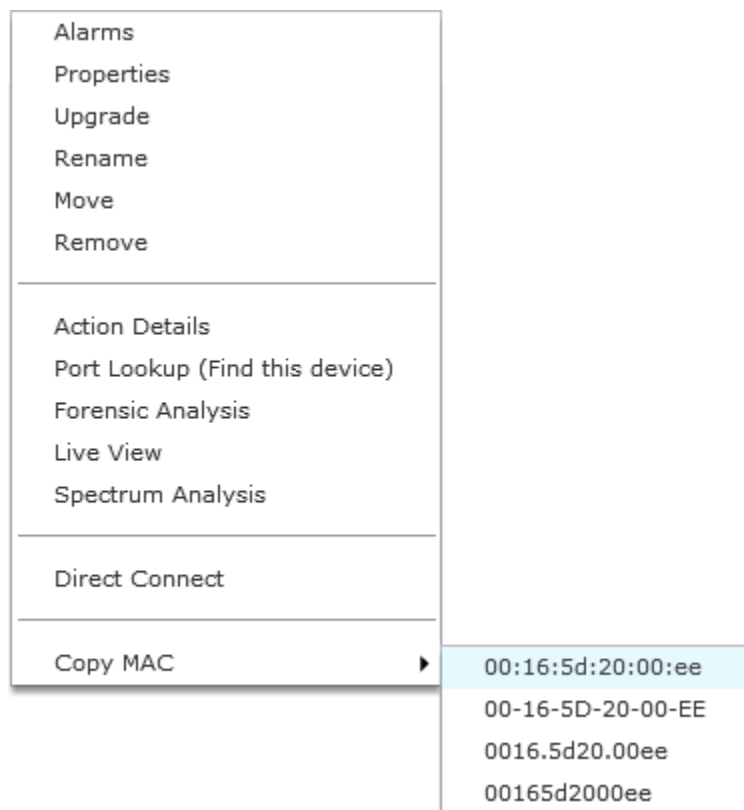 Alarms
Properties
Upgrade
Rename
Move
Remove
Action Details
Port Lookup (Find this device)
Forensic Analysis
Live View
Spectrum Analysis
Direct Connect
Copy MAC
00:16:5d:20:00:ee
00-16-5D-20-00-EE
0016.5d20.00ee
00165d2000ee